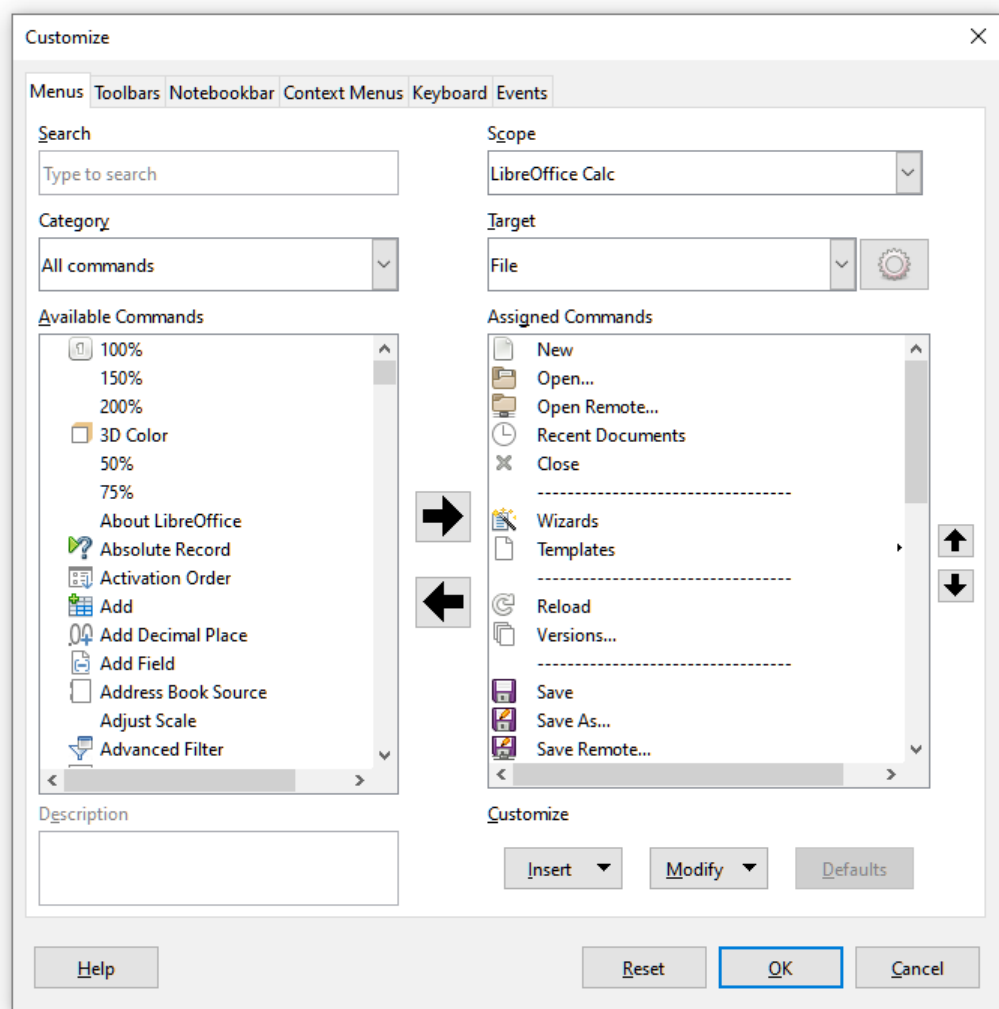 Customize
Menus Toolbars Notebookbar Context Menus Keyboard Events
Search
Type to search
Category
All commands
Available Commands
100%
150%
200%
3D Color
50%
75%
About LibreOffice
Absolute Record
Activation Order
Add
Add Decimal Place
Add Field
Address Book Source
Adjust Scale
Advanced Filter
Description
Scope
LibreOffice Calc
Target
File
Assigned Commands
New
Open...
Open Remote...
Recent Documents
Close
----------------------------------
Wizards
Templates
----------------------------------
Reload
Versions...
----------------------------------
Save
Save As...
Save Remote...
Customize
Insert Modify Defaults
Help Reset OK Cancel